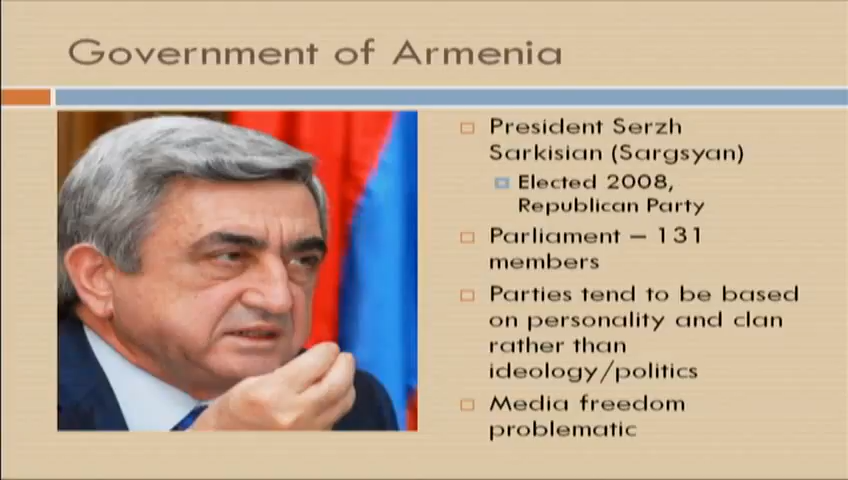 Government of Armenia
President Serzh
Sarkisian (Sargsyan)
Elected 2008,
Republican Party
Parliament – 131
members
Parties tend to be based
on personality and clan
rather than
ideology/politics
Media freedom
problematic